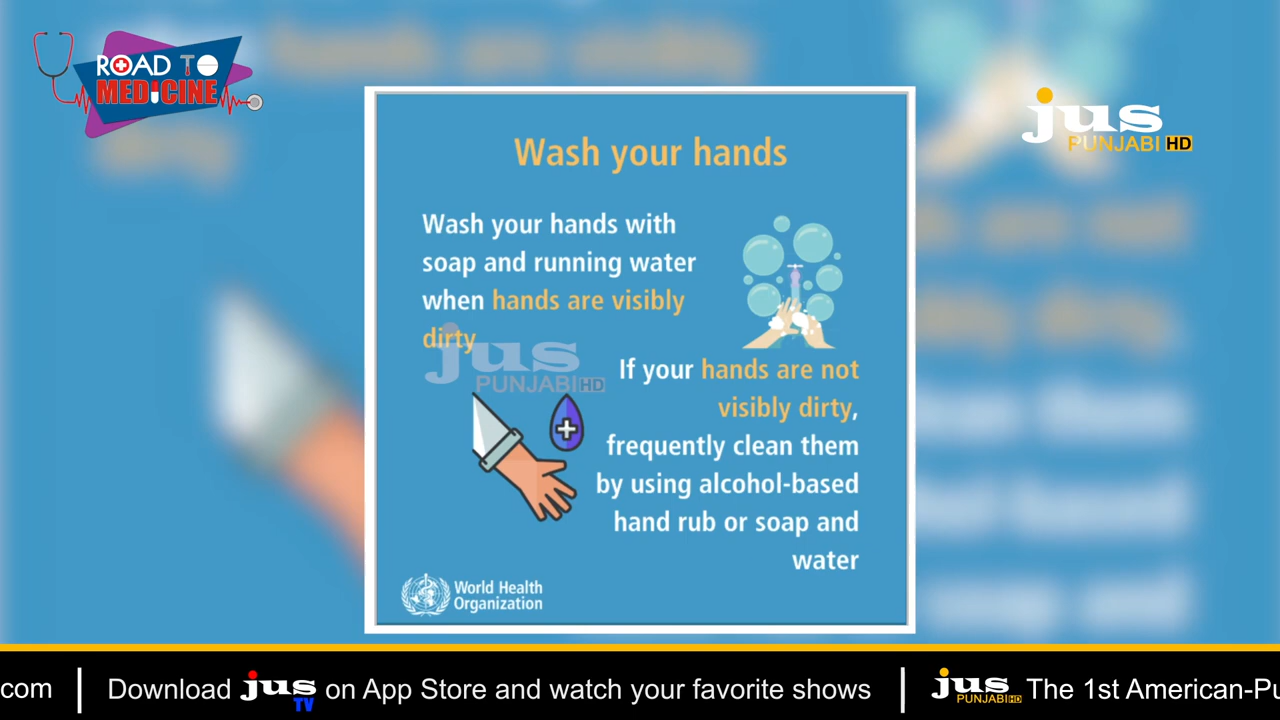 ROAD TO
MEDICINE
jus
PUNJABI HD
Wash your hands
Wash your hands with
soap and running water
when hands are visibly
dirty
jus
PUNJABI HD
If your hands are not
visibly dirty,
frequently clean them
by using alcohol-based
hand rub or soap and
water
World Health
Organization
com | Download jus TV on App Store and watch your favorite shows | jus PUNJABI HD The 1st American-Pu